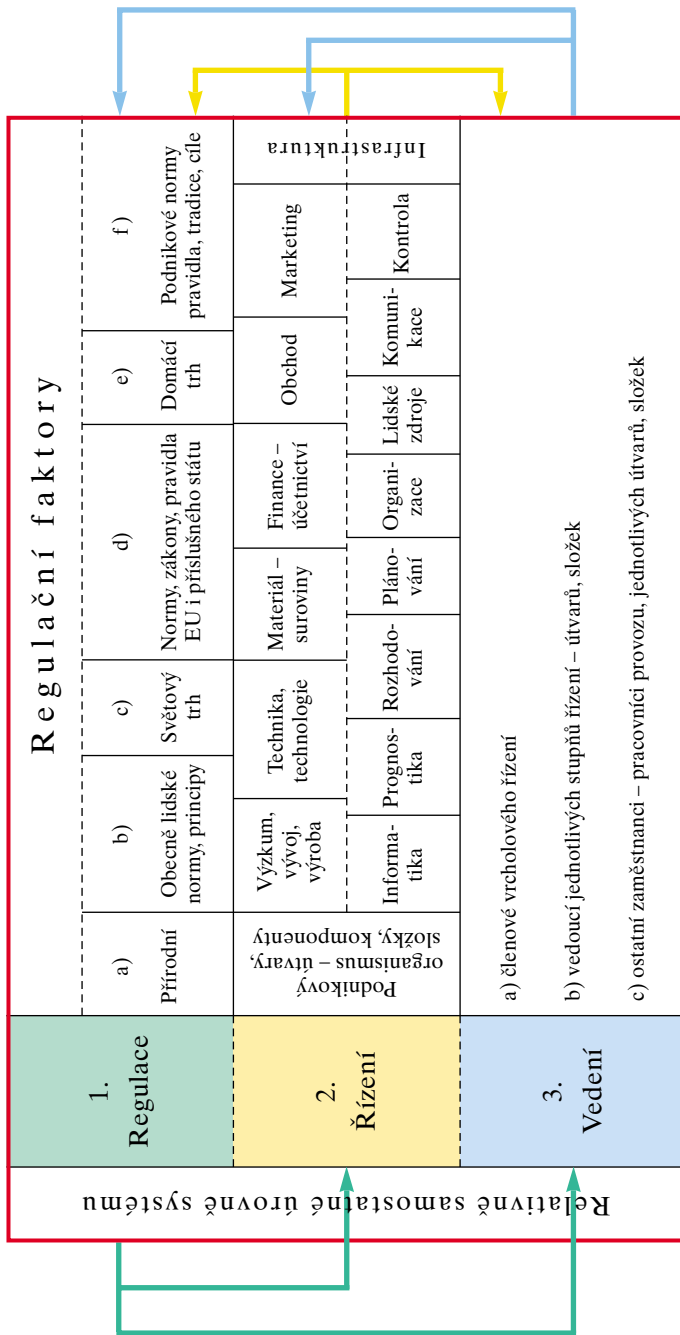 Regulační faktory
Relativně samostatné úrovně systému
1.
Regulace
a)
Přírodní
b)
Obecně lidské
normy, principy
c)
Světový
trh
d)
Normy, zákony, pravidla
EU i příslušného státu
e)
Domácí
trh
f)
Podnikové normy
pravidla, tradice, cíle
2.
Řízení
Podnikový
organismus – útvary,
složky, komponenty
Výzkum,
vývoj,
výroba
Technika,
technologie
Materiál –
suroviny
Finance –
účetnictví
Obchod
Marketing
Informa-
tika
Prognos-
tika
Rozhodo-
vání
Pláno-
vání
Organi-
zace
Lidské
zdroje
Komuni-
kace
Kontrola
Infrastruktura
3.
Vedení
a) členové vrcholového řízení
b) vedoucí jednotlivých stupňů řízení – útvarů, složek
c) ostatní zaměstnanci – pracovníci provozu, jednotlivých útvarů, složek